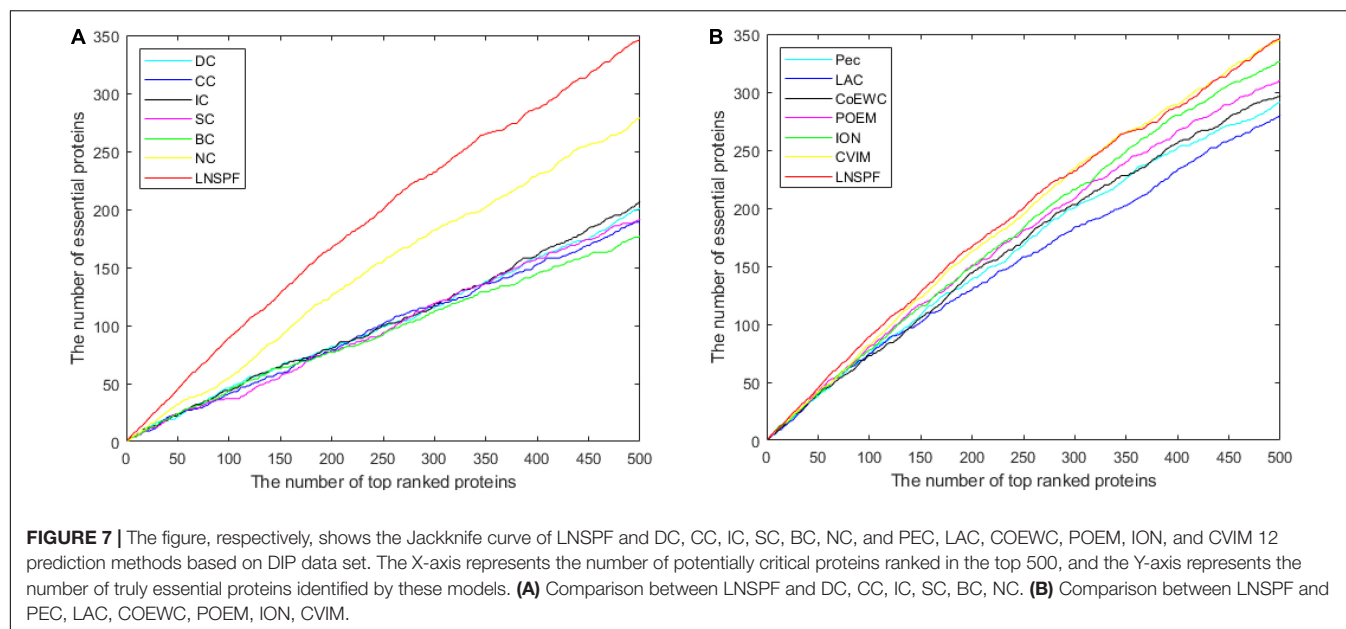 A
350
300
250
200
150
100
50
0
The number of essential proteins
DC
CC
IC
SC
BC
NC
LNSPF
0 50 100 150 200 250 300 350 400 450 500
The number of top ranked proteins
B
350
300
250
200
150
100
50
0
The number of essential proteins
Pec
LAC
CoEWC
POEM
ION
CVIM
LNSPF
0 50 100 150 200 250 300 350 400 450 500
The number of top ranked proteins
FIGURE 7 | The figure, respectively, shows the Jackknife curve of LNSPF and DC, CC, IC, SC, BC, NC, and PEC, LAC, COEWC, POEM, ION, and CVIM 12
prediction methods based on DIP data set. The X-axis represents the number of potentially critical proteins ranked in the top 500, and the Y-axis represents the
number of truly essential proteins identified by these models. (A) Comparison between LNSPF and DC, CC, IC, SC, BC, NC. (B) Comparison between LNSPF and
PEC, LAC, COEWC, POEM, ION, CVIM.